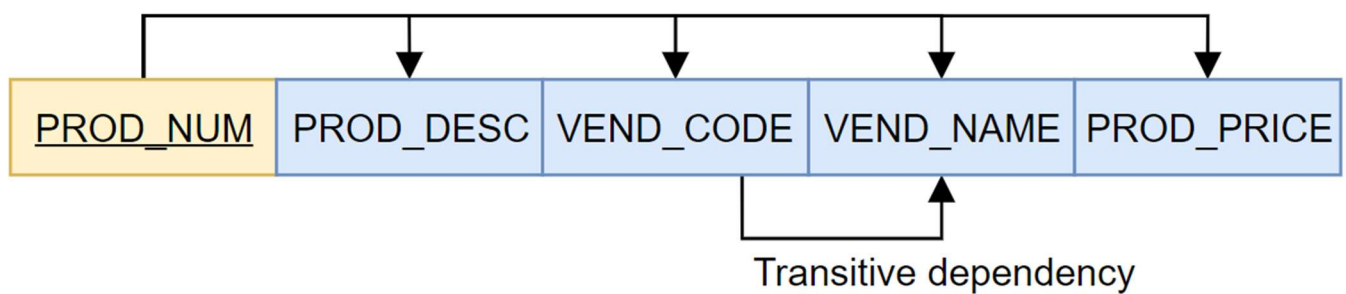 PROD_NUM PROD_DESC VEND_CODE VEND_NAME PROD_PRICE
Transitive dependency